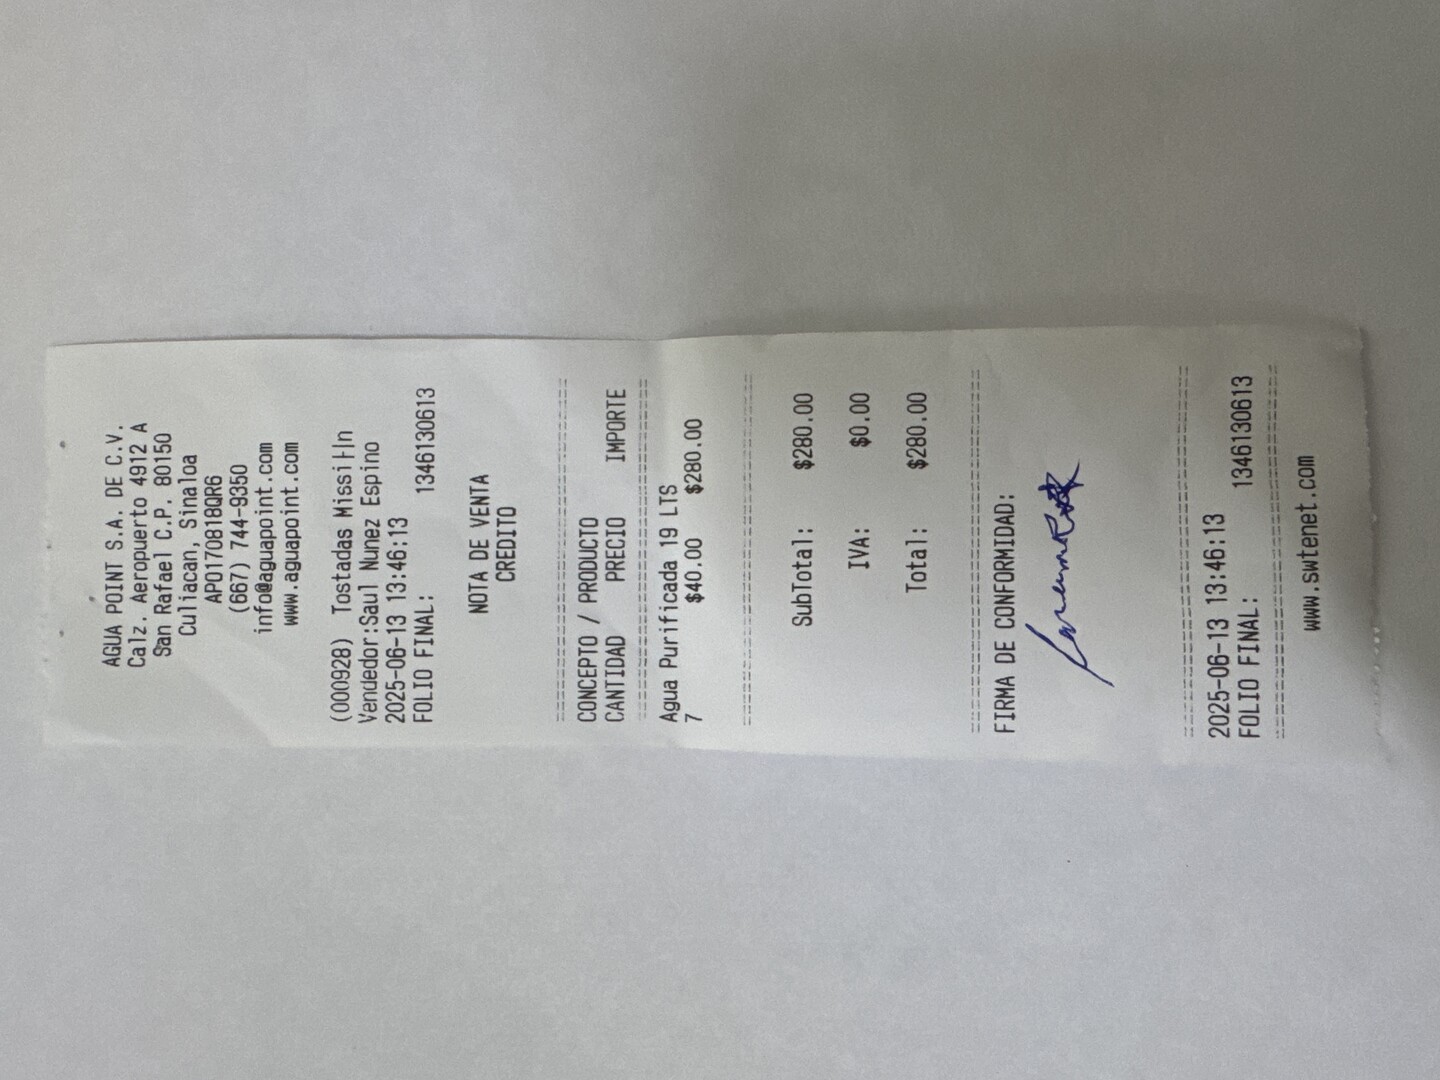 AGUA POINT S.A. DE C.V.
Calz. Aeropuerto 4912 A
San Rafael C.P. 80150
Culiacan, Sinaloa
APO170818QR6
(667) 744-9350
info@aguapoint.com
www.aguapoint.com
(000928) Tostadas Missi├In
Vendedor:Saul Nunez Espino
2025-06-13 13:46:13
FOLIO FINAL: 1346130613
NOTA DE VENTA
CREDITO
==============================
CONCEPTO / PRODUCTO
CANTIDAD PRECIO IMPORTE
==============================
Agua Purificada 19 LTS
7 $40.00 $280.00
==============================
SubTotal: $280.00
IVA: $0.00
Total: $280.00
==============================
FIRMA DE CONFORMIDAD:
==============================
2025-06-13 13:46:13
FOLIO FINAL: 1346130613
==============================
www.swtenet.com